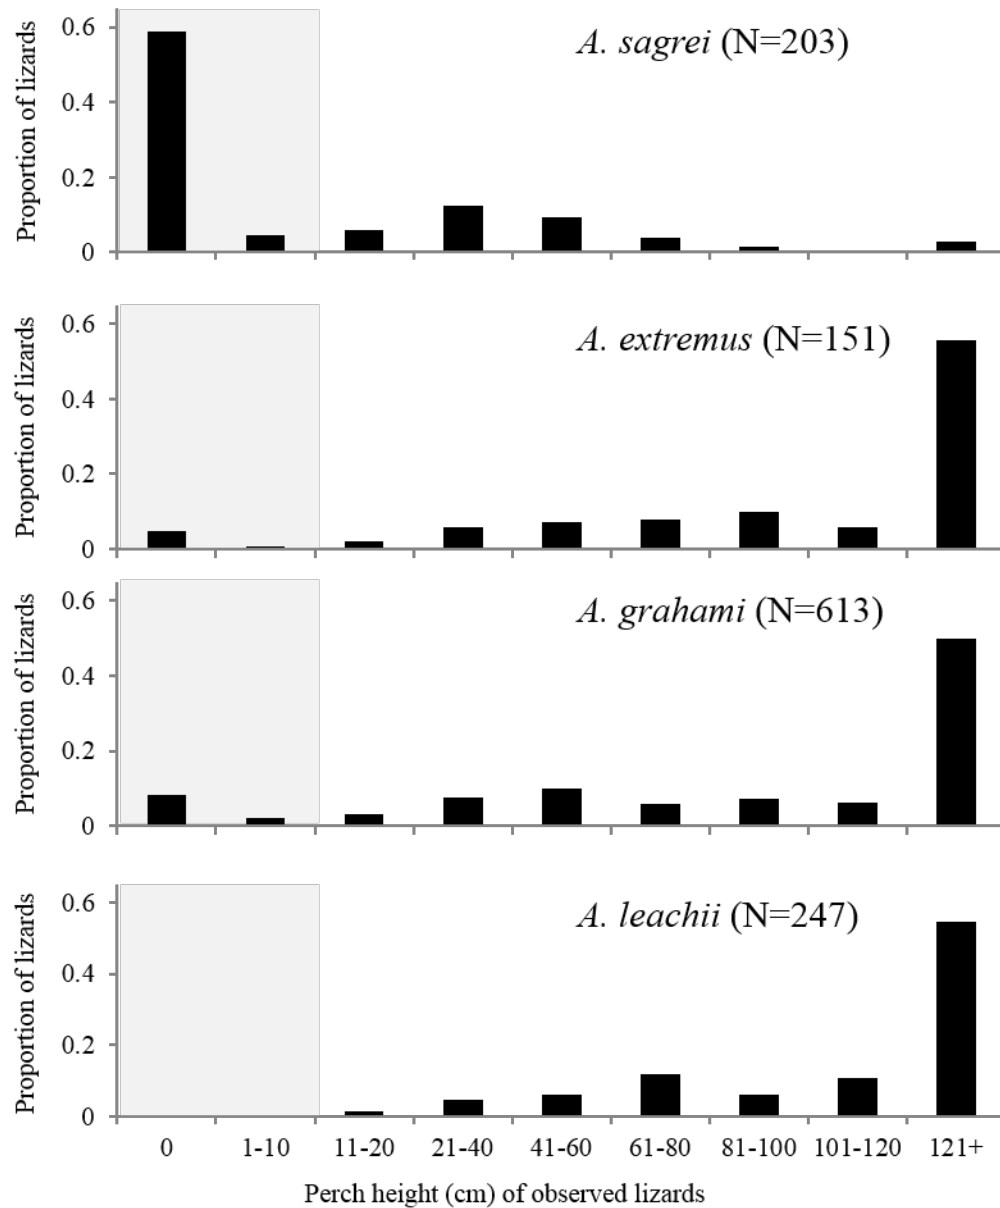 Proportion of lizards
0.6
0.4
0.2
0
A. sagrei (N=203)
Proportion of lizards
0.6
0.4
0.2
0
A. extremus (N=151)
Proportion of lizards
0.6
0.4
0.2
0
A. grahami (N=613)
Proportion of lizards
0.6
0.4
0.2
0
A. leachii (N=247)
0 1-10 11-20 21-40 41-60 61-80 81-100 101-120 121+
Perch height (cm) of observed lizards